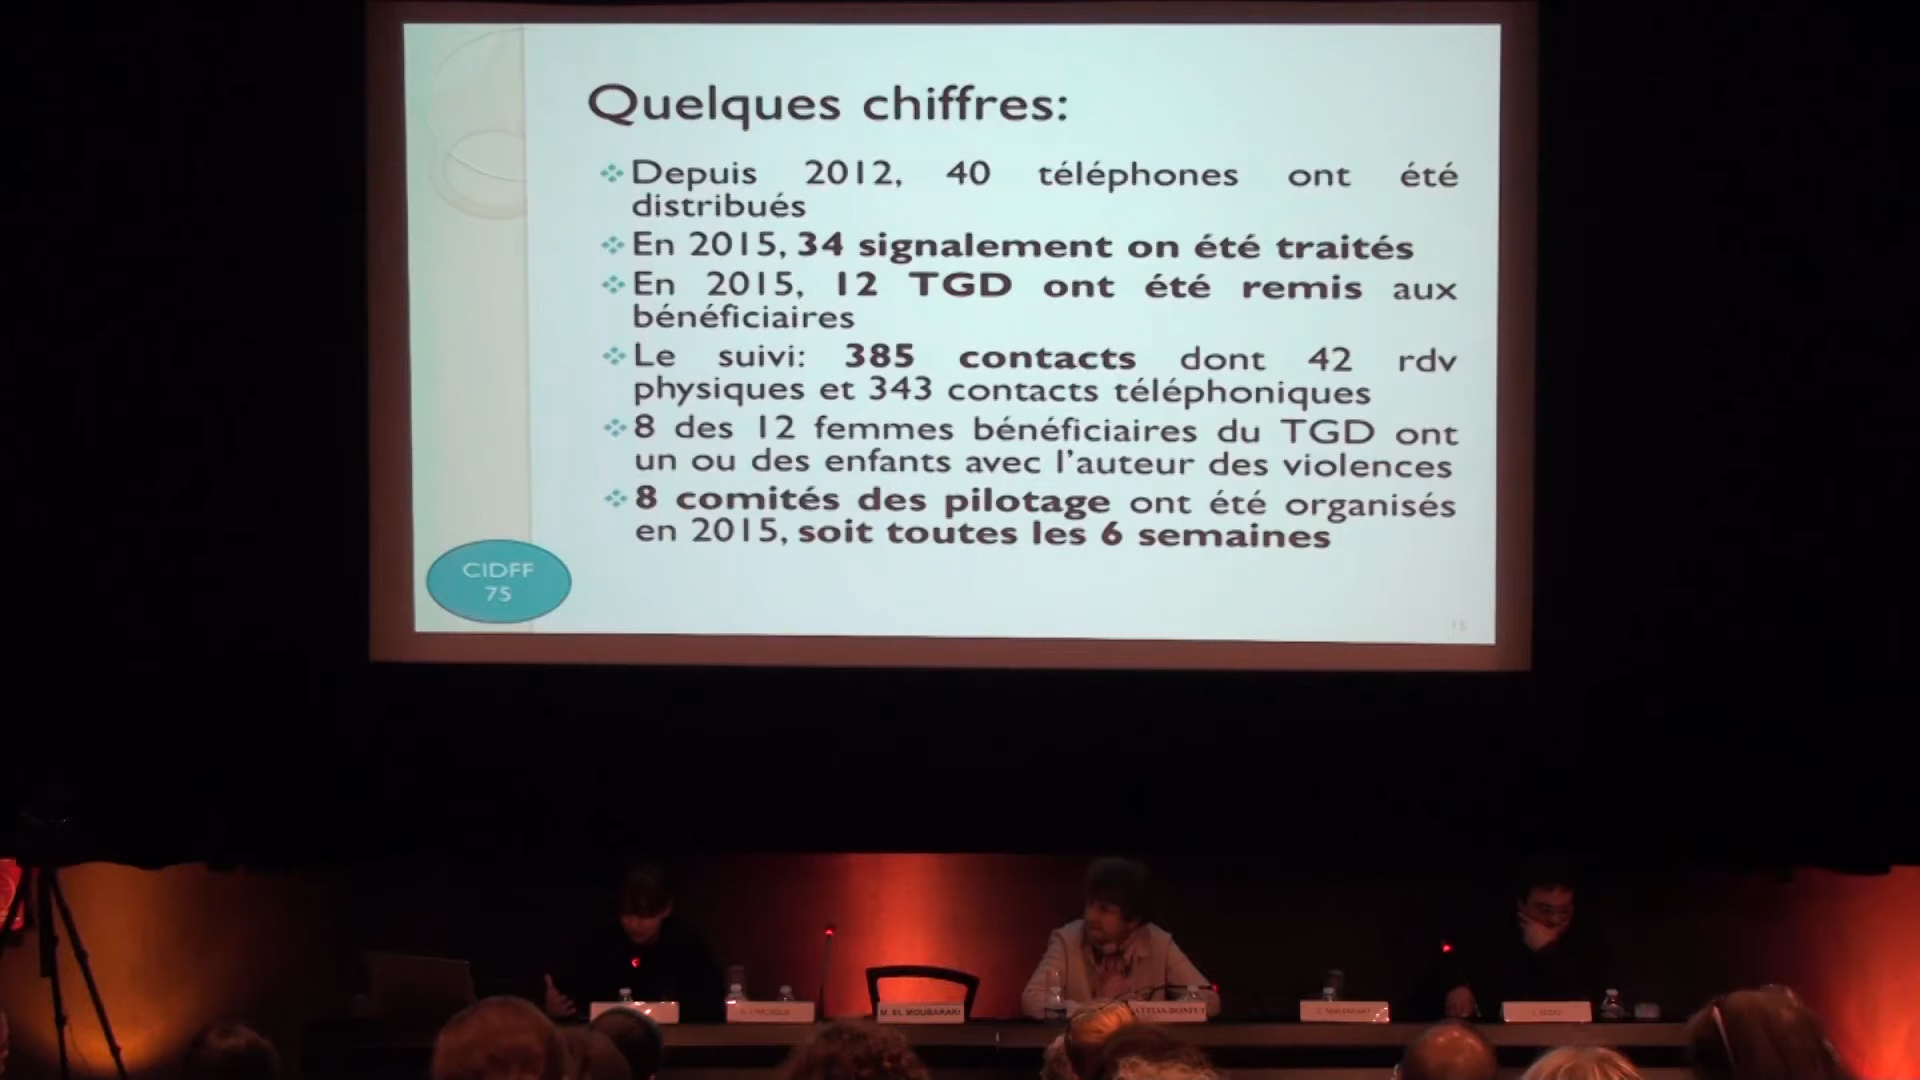 Quelques chiffres:
Depuis 2012, 40 téléphones ont été
distribués
En 2015, 34 signalement on été traités
En 2015, 12 TGD ont été remis aux
bénéficiaires
Le suivi: 385 contacts dont 42 rdv
physiques et 343 contacts téléphoniques
8 des 12 femmes bénéficiaires du TGD ont
un ou des enfants avec l'auteur des violences
8 comités des pilotage ont été organisés
en 2015, soit toutes les 6 semaines
CIDFF
75
15
M. EL MOUBARAKI